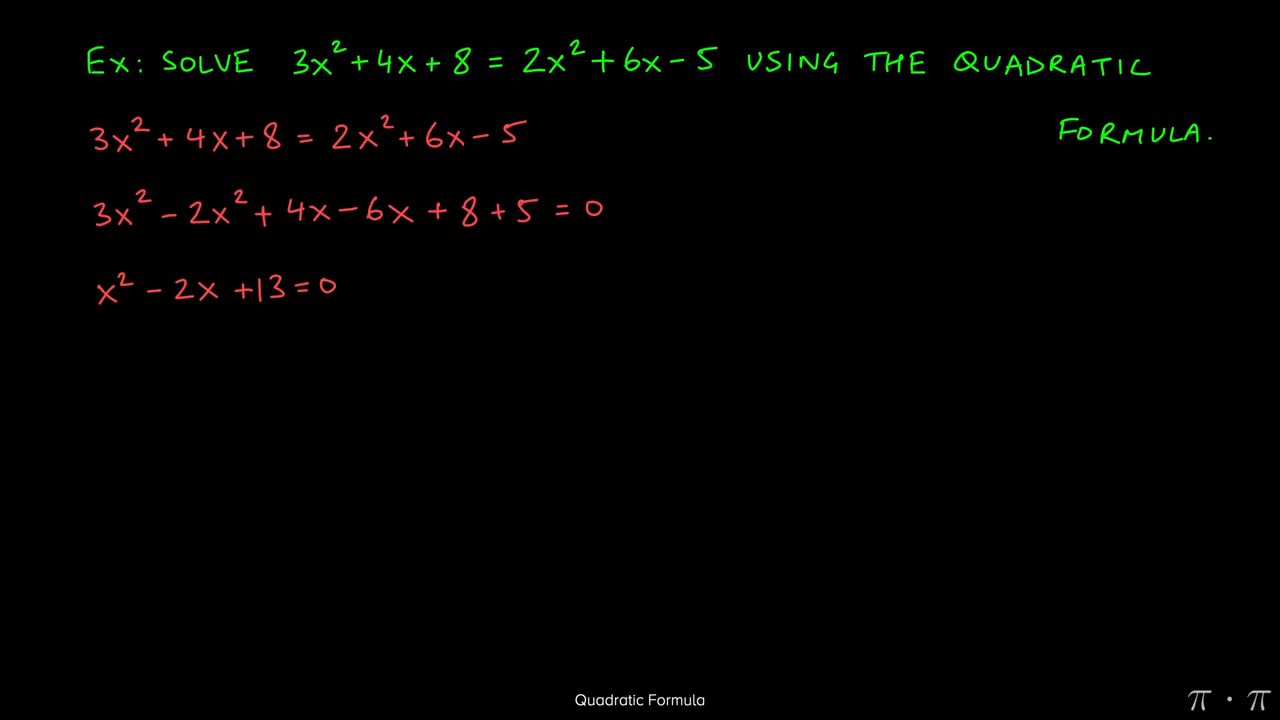 Ex: SOLVE 3x² + 4x + 8 = 2x² + 6x - 5 USING THE QUADRATIC
FORMULA.
3x² + 4x + 8 = 2x² + 6x - 5
3x² - 2x² + 4x - 6x + 8 + 5 = 0
x² - 2x + 13 = 0
Quadratic Formula
π · π